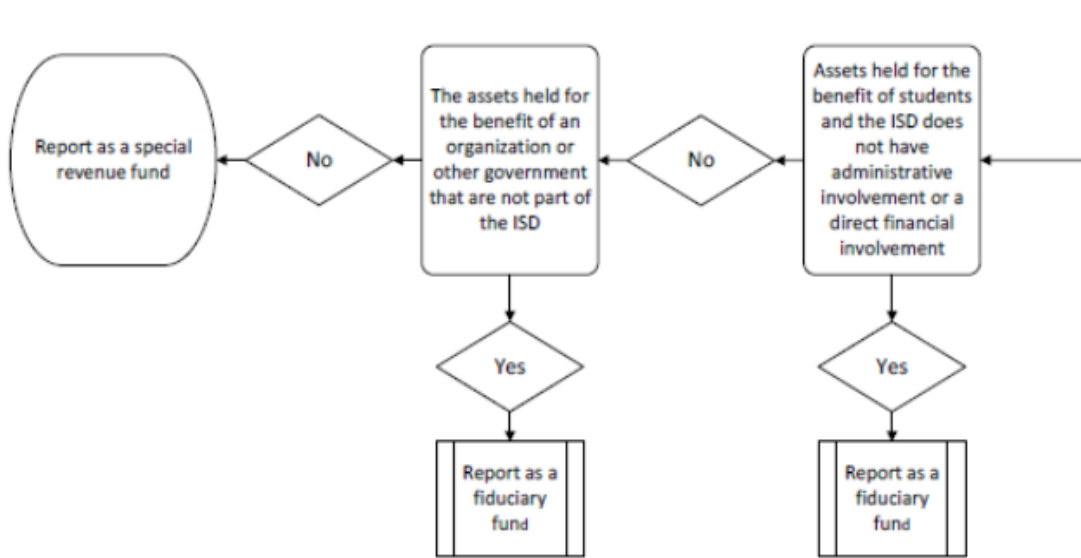 Report as a special
revenue fund
No
The assets held for
the benefit of an
organization or
other government
that are not part of
the ISD
No
Assets held for the
benefit of students
and the ISD does
not have
administrative
involvement or a
direct financial
involvement
Yes
Yes
Report as a
fiduciary
fund
Report as a
fiduciary
fund